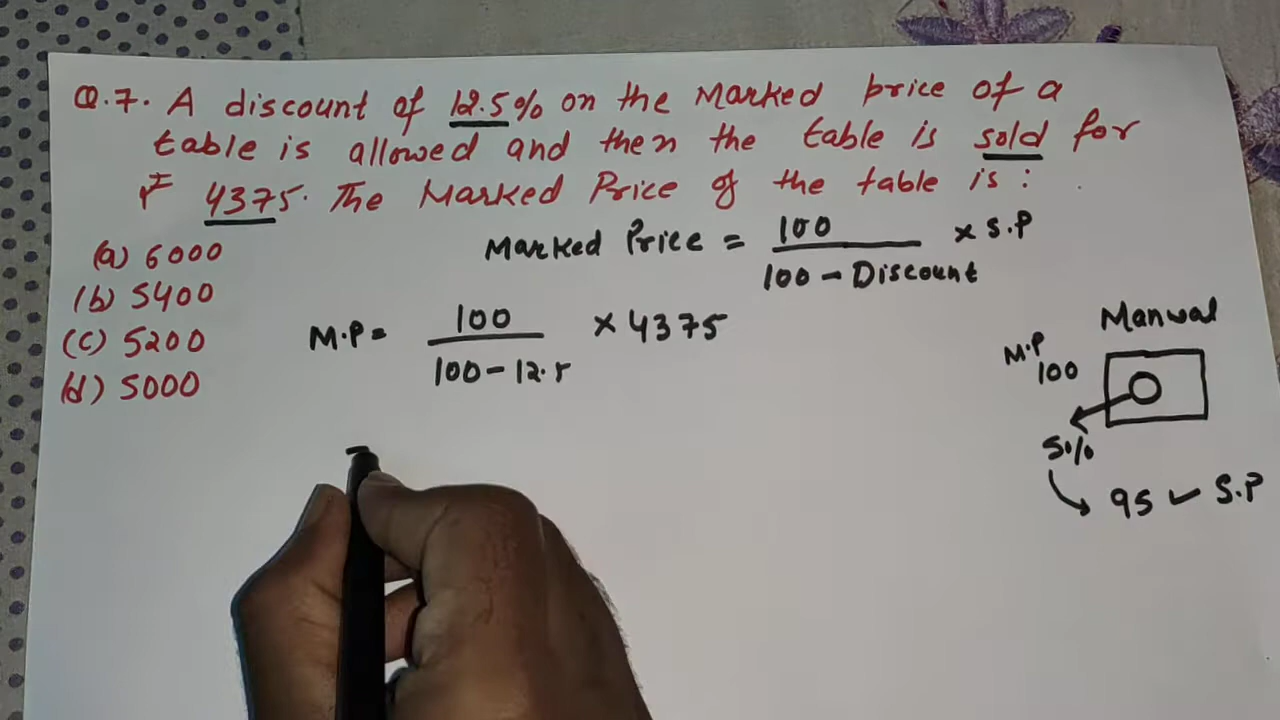 Q.7. A discount of 12.5% on the Marked price of a
table is allowed and then the table is sold for
₹ 4375. The Marked Price of the table is:
(a) 6000
(b) 5400
(c) 5200
(d) 5000
Marked Price = 100 / 100 - Discount × S.P
M.P = 100 / 100 - 12.5 × 4375
Manual
M.P
100
5%
95 ✓ S.P